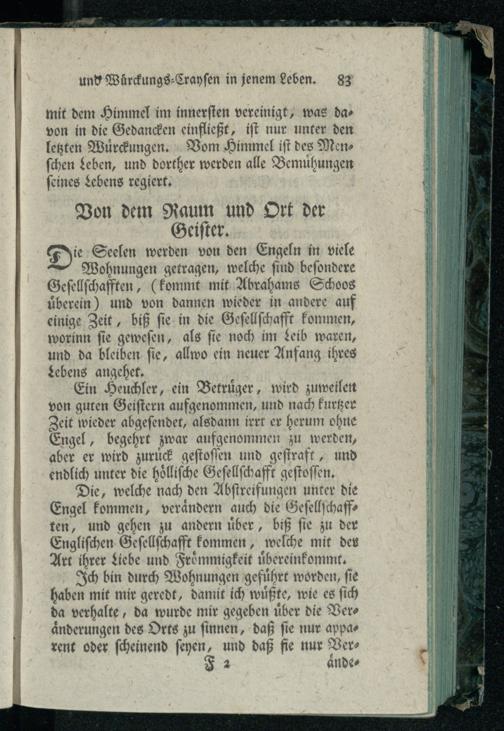 und Würckungs-Craysen in jenem Leben. 83
mit dem Himmel im innersten vereinigt, was da-
von in die Gedancken einfließt, ist nur unter den
letzten Würckungen. Vom Himmel ist des Men-
schen Leben, und dorther werden alle Bemühungen
seines Lebens regiert.
Von dem Raum und Ort der
Geister.
Die Seelen werden von den Engeln in viele
Wohnungen getragen, welche sind besondere
Gesellschafften, (kommt mit Abrahams Schoos
überein) und von dannen wieder in andere auf
einige Zeit, biß sie in die Gesellschafft kommen,
worinn sie gewesen, als sie noch im Leib waren,
und da bleiben sie, allwo ein neuer Anfang ihres
Lebens angehet.
Ein Heuchler, ein Betrüger, wird zuweilen
von guten Geistern aufgenommen, und nach kurtzer
Zeit wieder abgesendet, alsdann irrt er herum ohne
Engel, begehrt zwar aufgenommen zu werden,
aber er wird zurück gestossen und gestraft, und
endlich unter die höllische Gesellschafft gestossen.
Die, welche nach den Abstreifungen unter die
Engel kommen, verändern auch die Gesellschaff-
ten, und gehen zu andern über, biß sie zu der
Englischen Gesellschafft kommen, welche mit der
Art ihrer Liebe und Frömmigkeit übereinkommt.
Ich bin durch Wohnungen geführt worden, sie
haben mit mir geredt, damit ich wüßte, wie es sich
da verhalte, da wurde mir gegeben über die Ver-
änderungen des Orts zu sinnen, daß sie nur appa-
rent oder scheinend seyen, und daß sie nur Ver-
F 2 ände-